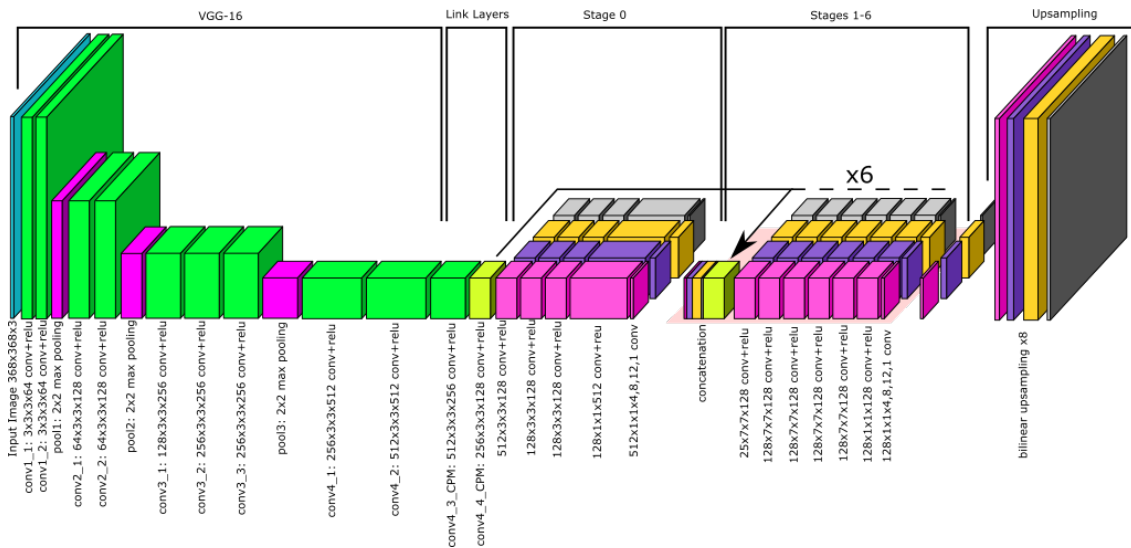 VGG-16
Link Layers
Stage 0
Stages 1-6
Upsampling
x6
Input Image 368x368x3
conv1_1: 3x3x3x64 conv+relu
conv1_2: 3x3x3x64 conv+relu
pool1: 2x2 max pooling
conv2_1: 64x3x3x128 conv+relu
conv2_2: 64x3x3x128 conv+relu
pool2: 2x2 max pooling
conv3_1: 128x3x3x256 conv+relu
conv3_2: 256x3x3x256 conv+relu
conv3_3: 256x3x3x256 conv+relu
pool3: 2x2 max pooling
conv4_1: 256x3x3x512 conv+relu
conv4_2: 512x3x3x512 conv+relu
conv4_3_CPM: 512x3x3x256 conv+relu
conv4_4_CPM: 256x3x3x128 conv+relu
512x3x3x128 conv+relu
128x3x3x128 conv+relu
128x3x3x128 conv+relu
128x1x1x512 conv+reu
512x1x1x4,8,12,1 conv
concatenation
25x7x7x128 conv+relu
128x7x7x128 conv+relu
128x7x7x128 conv+relu
128x7x7x128 conv+relu
128x7x7x128 conv+relu
128x1x1x128 conv+relu
128x1x1x4,8,12,1 conv
bilinear upsampling x8